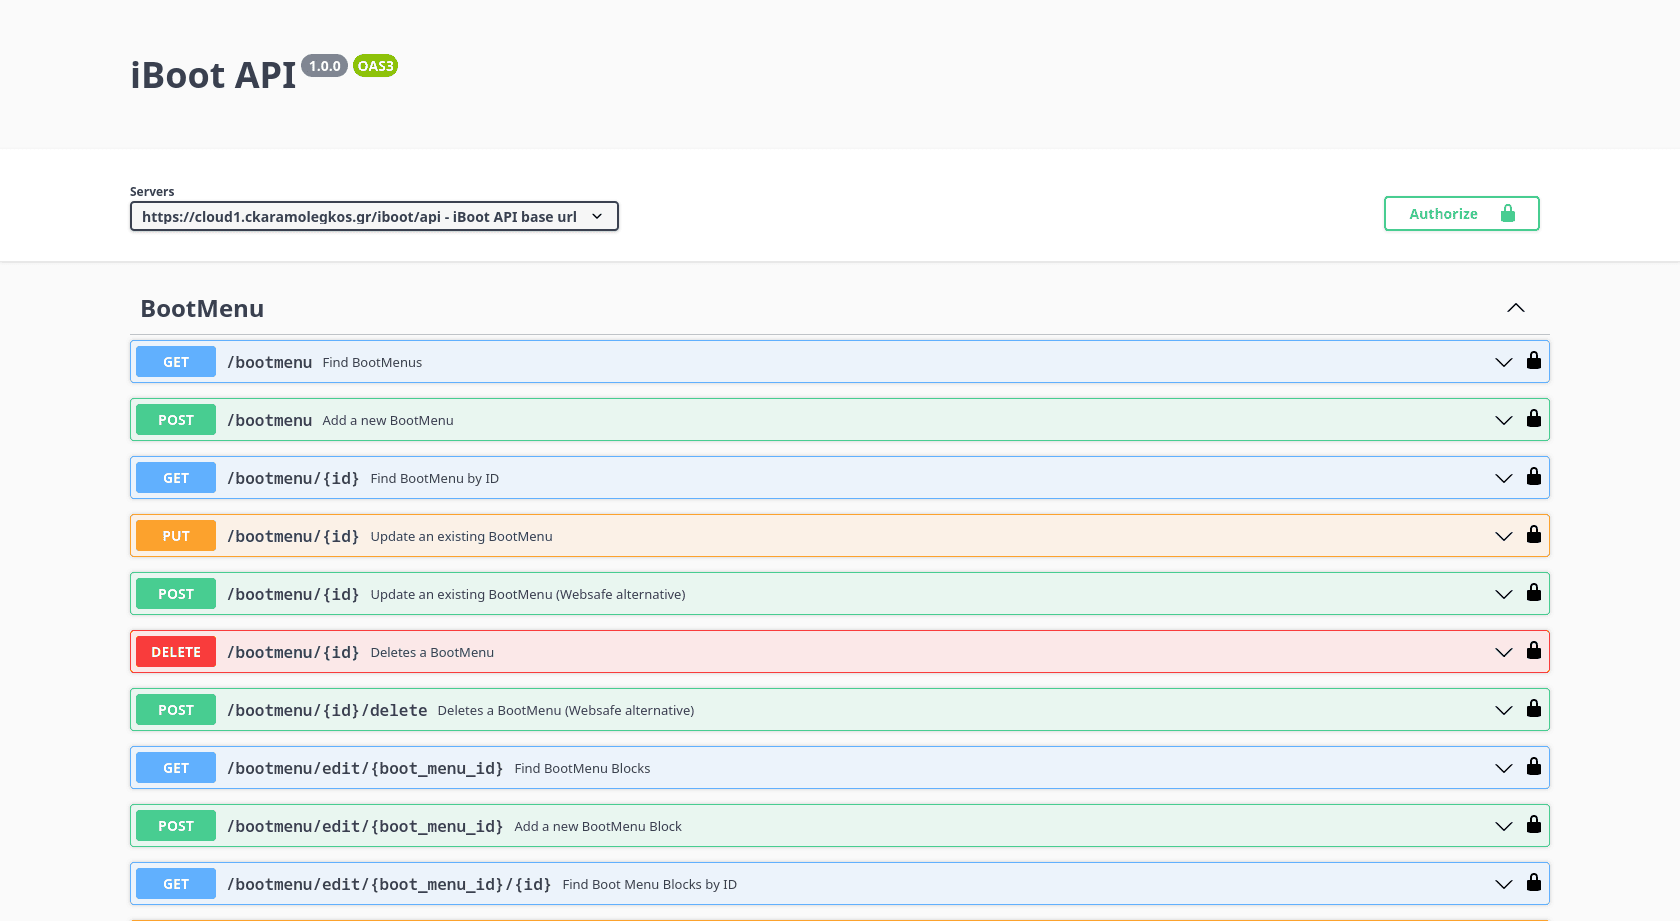 iBoot API 1.0.0 OAS3
Servers
https://cloud1.ckaramolegkos.gr/iboot/api - iBoot API base url
Authorize
BootMenu
GET /bootmenu Find BootMenus
POST /bootmenu Add a new BootMenu
GET /bootmenu/{id} Find BootMenu by ID
PUT /bootmenu/{id} Update an existing BootMenu
POST /bootmenu/{id} Update an existing BootMenu (Websafe alternative)
DELETE /bootmenu/{id} Deletes a BootMenu
POST /bootmenu/{id}/delete Deletes a BootMenu (Websafe alternative)
GET /bootmenu/edit/{boot_menu_id} Find BootMenu Blocks
POST /bootmenu/edit/{boot_menu_id} Add a new BootMenu Block
GET /bootmenu/edit/{boot_menu_id}/{id} Find Boot Menu Blocks by ID